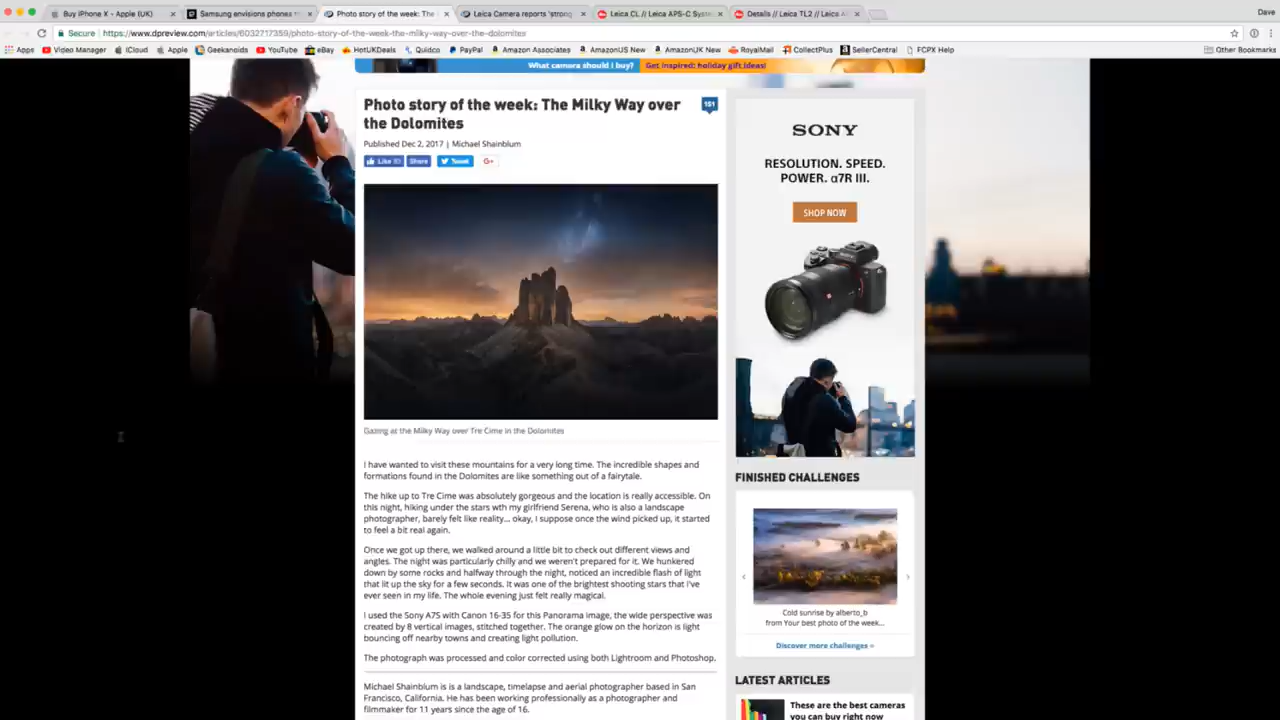 Buy iPhone X - Apple (UK)
Samsung envisions phones
Photo story of the week: The
Leica Camera reports 'strong
Leica CL // Leica APS-C Syste
Details // Leica TL2 // Leica A
Dave
Secure
https://www.dpreview.com/articles/6032717359/photo-story-of-the-week-the-milky-way-over-the-dolomites
Apps
Video Manager
iCloud
Apple
Geekanoids
YouTube
eBay
HotUKDeals
Quidco
PayPal
Amazon Associates
AmazonUS New
AmazonUK New
RoyalMail
CollectPlus
SellerCentral
FCPX Help
Other Bookmarks
What camera should I buy?
Get inspired: holiday gift ideas!
Photo story of the week: The Milky Way over
the Dolomites
151
Published Dec 2, 2017 | Michael Shainblum
Like
Share
Tweet
G+
Gazing at the Milky Way over Tre Cime in the Dolomites
I have wanted to visit these mountains for a very long time. The incredible shapes and
formations found in the Dolomites are like something out of a fairytale.
The hike up to Tre Cime was absolutely gorgeous and the location is really accessible. On
this night, hiking under the stars wth my girlfriend Serena, who is also a landscape
photographer, barely felt like reality... okay, I suppose once the wind picked up, it started
to feel a bit real again.
Once we got up there, we walked around a little bit to check out different views and
angles. The night was particularly chilly and we weren't prepared for it. We hunkered
down by some rocks and halfway through the night, noticed an incredible flash of light
that lit up the sky for a few seconds. It was one of the brightest shooting stars that I've
ever seen in my life. The whole evening just felt really magical.
I used the Sony A7S with Canon 16-35 for this Panorama image, the wide perspective was
created by 8 vertical images, stitched together. The orange glow on the horizon is light
bouncing off nearby towns and creating light pollution.
The photograph was processed and color corrected using both Lightroom and Photoshop.
Michael Shainblum is is a landscape, timelapse and aerial photographer based in San
Francisco, California. He has been working professionally as a photographer and
filmmaker for 11 years since the age of 16.
SONY
RESOLUTION. SPEED.
POWER. α7R III.
SHOP NOW
FINISHED CHALLENGES
Cold sunrise by alberto_b
from Your best photo of the week...
Discover more challenges »
LATEST ARTICLES
These are the best cameras
you can buy right now